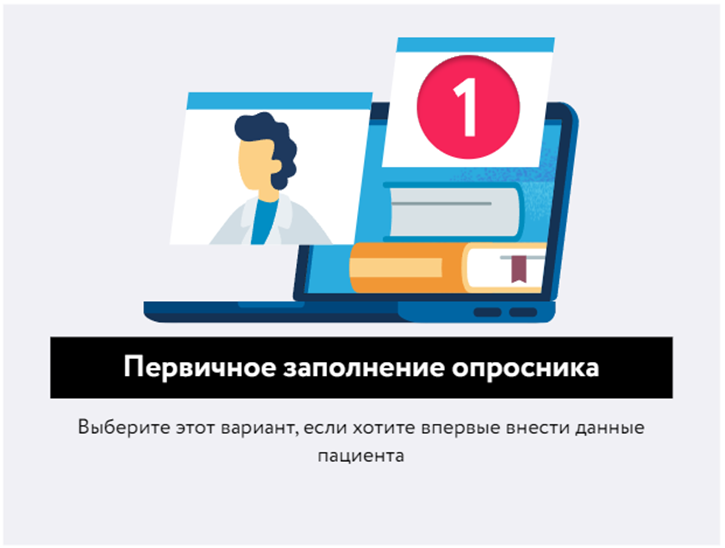 1
Первичное заполнение опросника
Выберите этот вариант, если хотите впервые внести данные
пациента